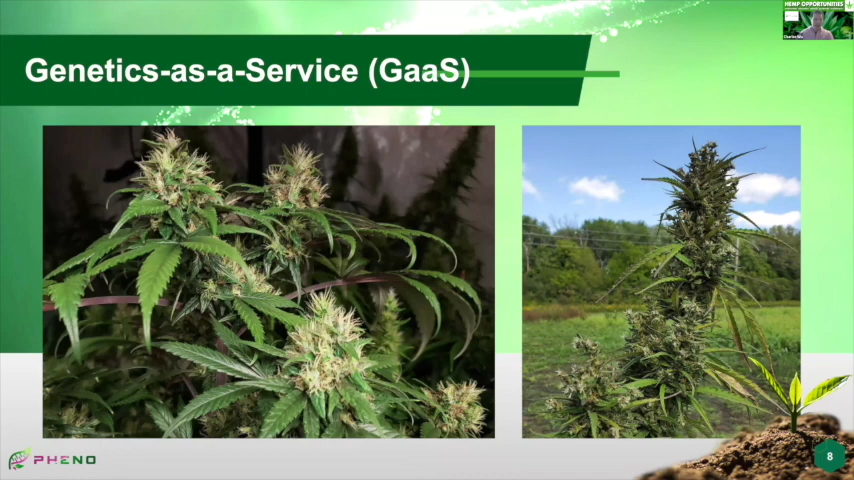 HEMP OPPORTUNITIES
Genetics-as-a-Service (GaaS)
PHENO
8